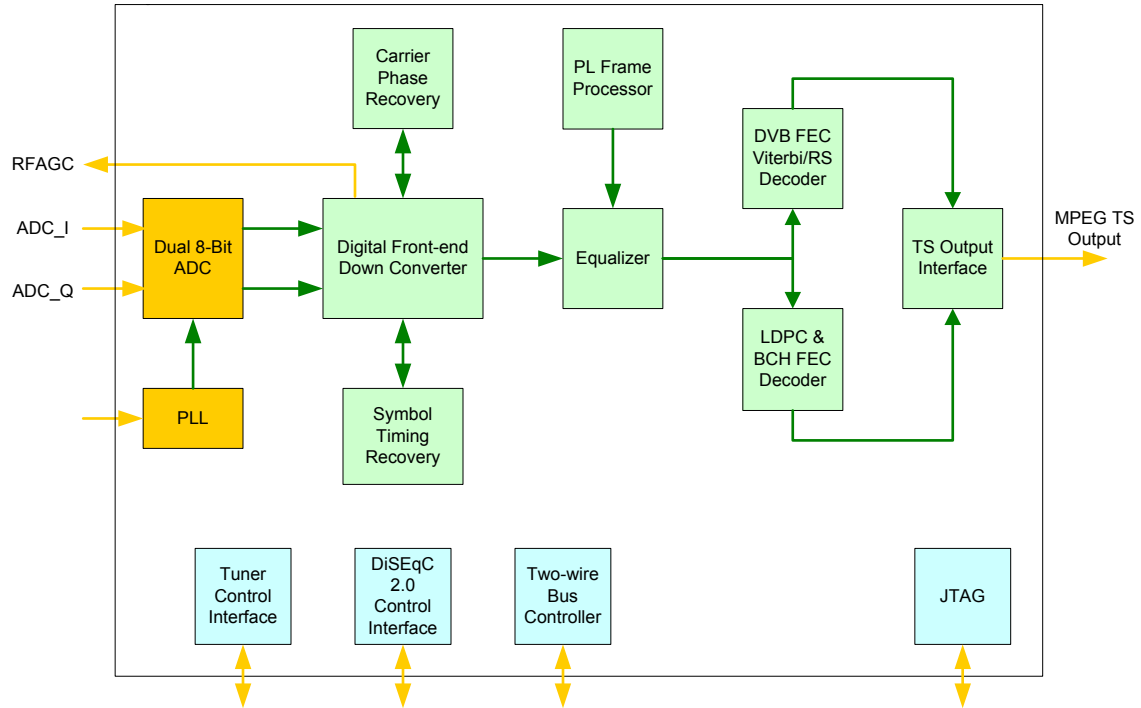 Carrier
Phase
Recovery
PL Frame
Processor
DVB FEC
Viterbi/RS
Decoder
RFAGC
ADC_I
ADC_Q
Dual 8-Bit
ADC
Digital Front-end
Down Converter
Equalizer
TS Output
Interface
MPEG TS
Output
LDPC &
BCH FEC
Decoder
PLL
Symbol
Timing
Recovery
Tuner
Control
Interface
DiSEqC
2.0
Control
Interface
Two-wire
Bus
Controller
JTAG